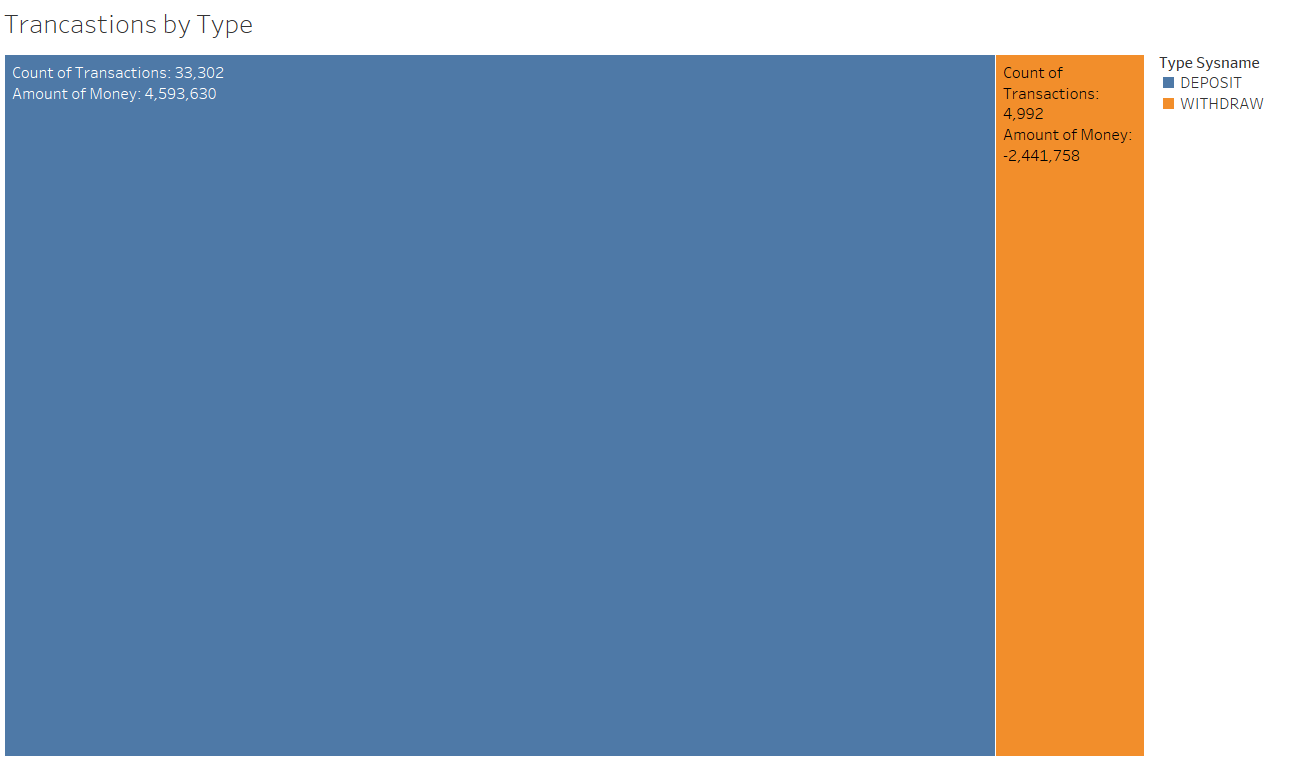 Trancastions by Type
Count of Transactions: 33,302
Amount of Money: 4,593,630
Count of
Transactions:
4,992
Amount of Money:
-2,441,758
Type Sysname
DEPOSIT
WITHDRAW